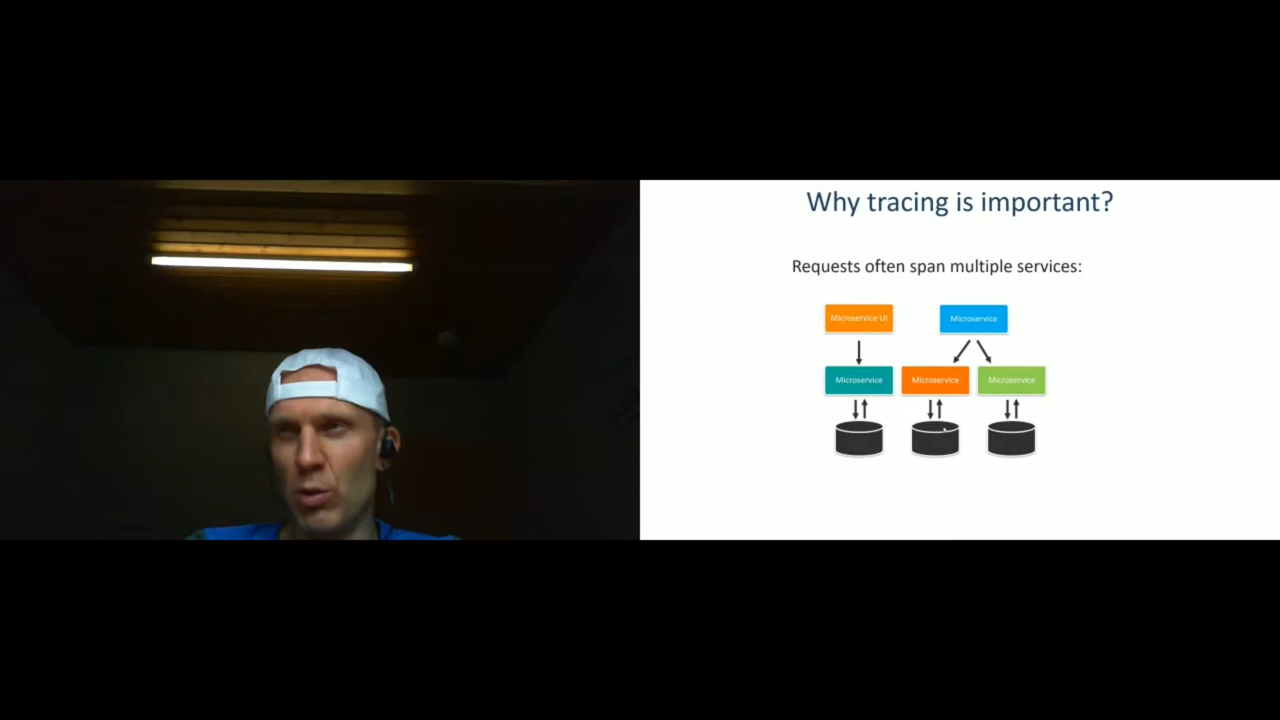 Why tracing is important?
Requests often span multiple services:
Microservice UI
Microservice
Microservice
Microservice
Microservice